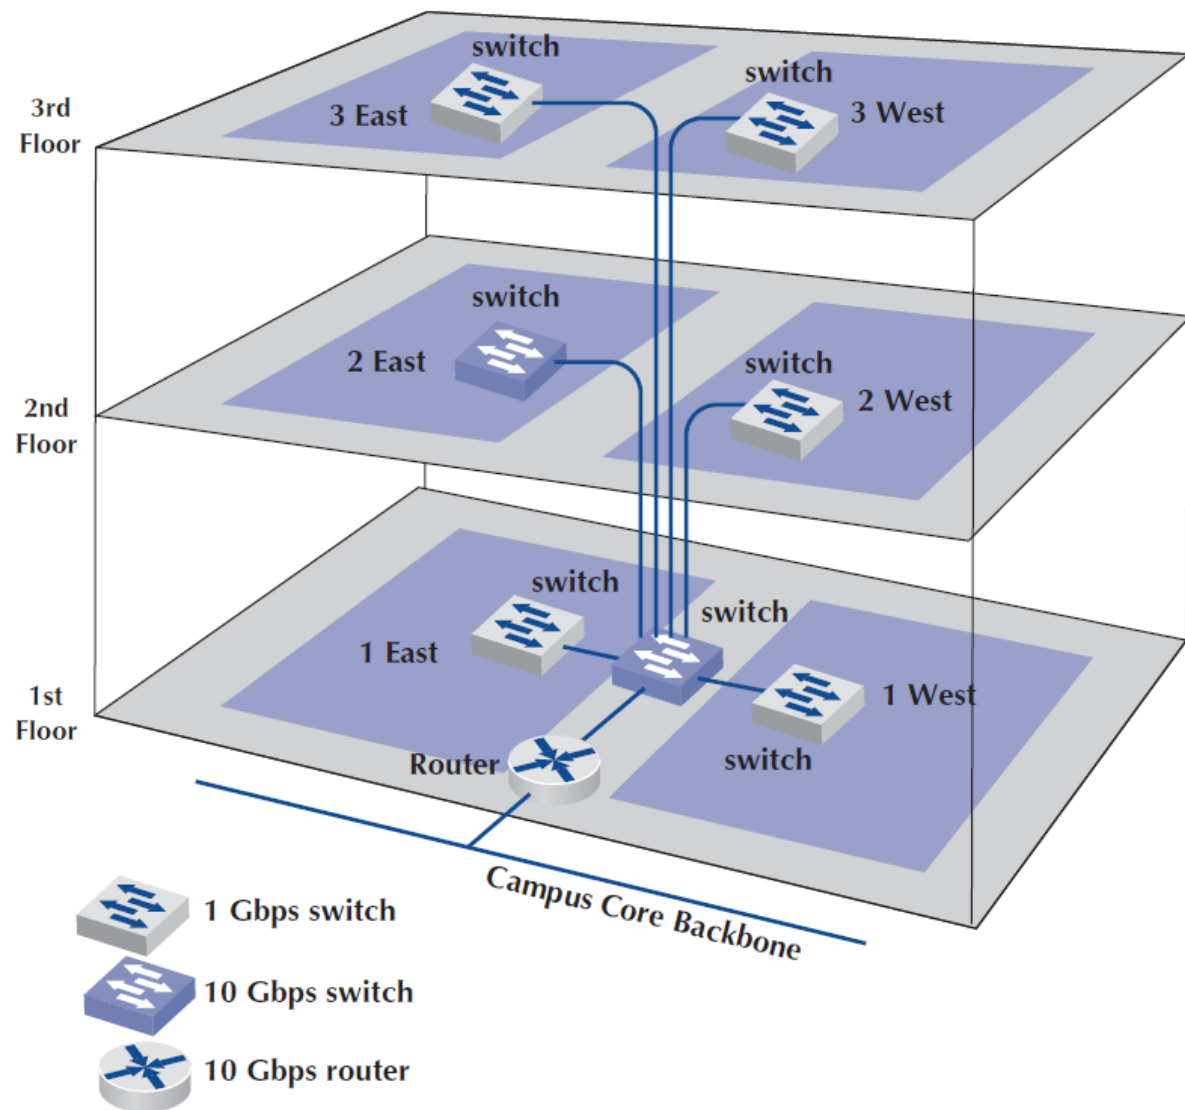 switch
switch
3rd
Floor
3 East
3 West
switch
switch
2 East
2 West
2nd
Floor
switch
switch
1 East
1 West
1st
Floor
switch
Router
Campus Core Backbone
1 Gbps switch
10 Gbps switch
10 Gbps router